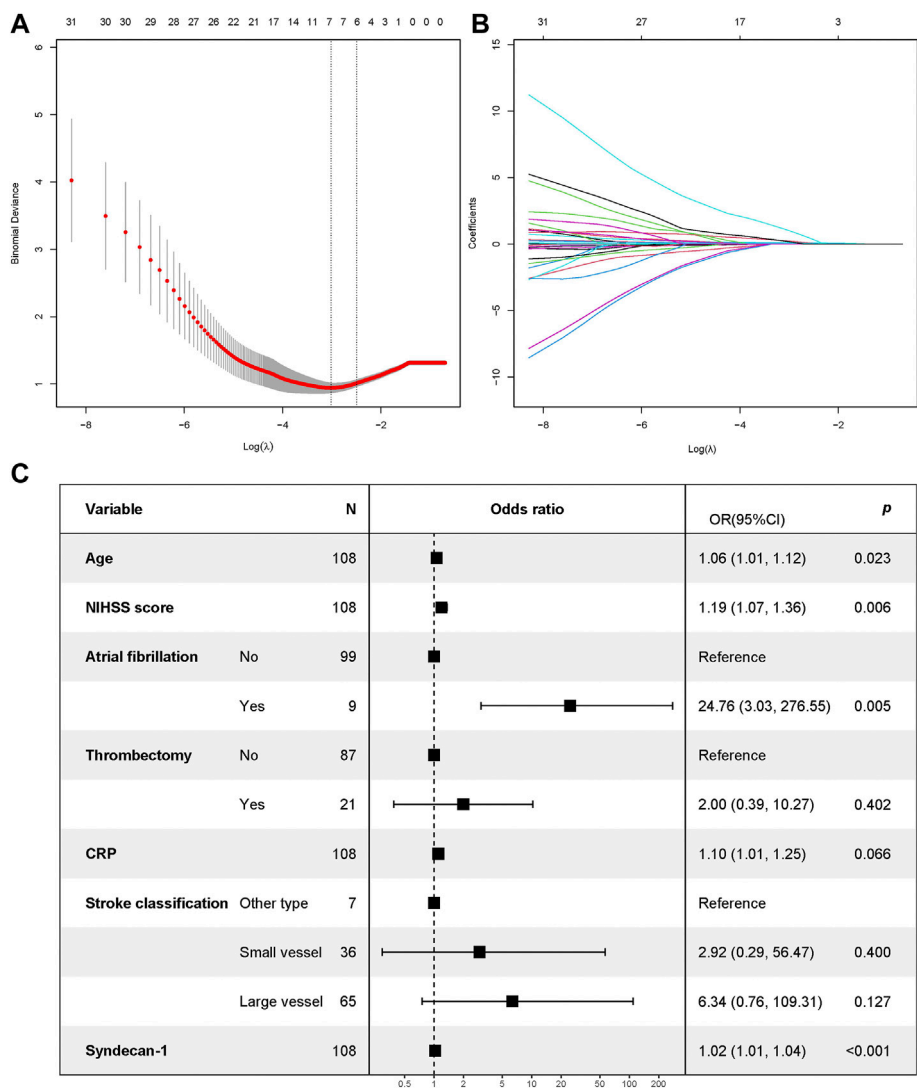 A
31 30 30 29 28 27 26 22 17 14 11 7 7 6 4 3 1 0 0 0
6
5
4
3
2
1
Binomial Deviance
−8 −6 −4 −2
Log(λ)
B
31 27 17 3
15
10
5
0
−5
−10
Coefficients
−8 −6 −4 −2
Log(λ)
C
Variable N Odds ratio OR(95%CI) p
Age 108 1.06 (1.01, 1.12) 0.023
NIHSS score 108 1.19 (1.07, 1.36) 0.006
Atrial fibrillation No 99 Reference
Yes 9 24.76 (3.03, 276.55) 0.005
Thrombectomy No 87 Reference
Yes 21 2.00 (0.39, 10.27) 0.402
CRP 108 1.10 (1.01, 1.25) 0.066
Stroke classification Other type 7 Reference
Small vessel 36 2.92 (0.29, 56.47) 0.400
Large vessel 65 6.34 (0.76, 109.31) 0.127
Syndecan-1 108 1.02 (1.01, 1.04) <0.001
0.5 1 2 5 10 20 50 100 200